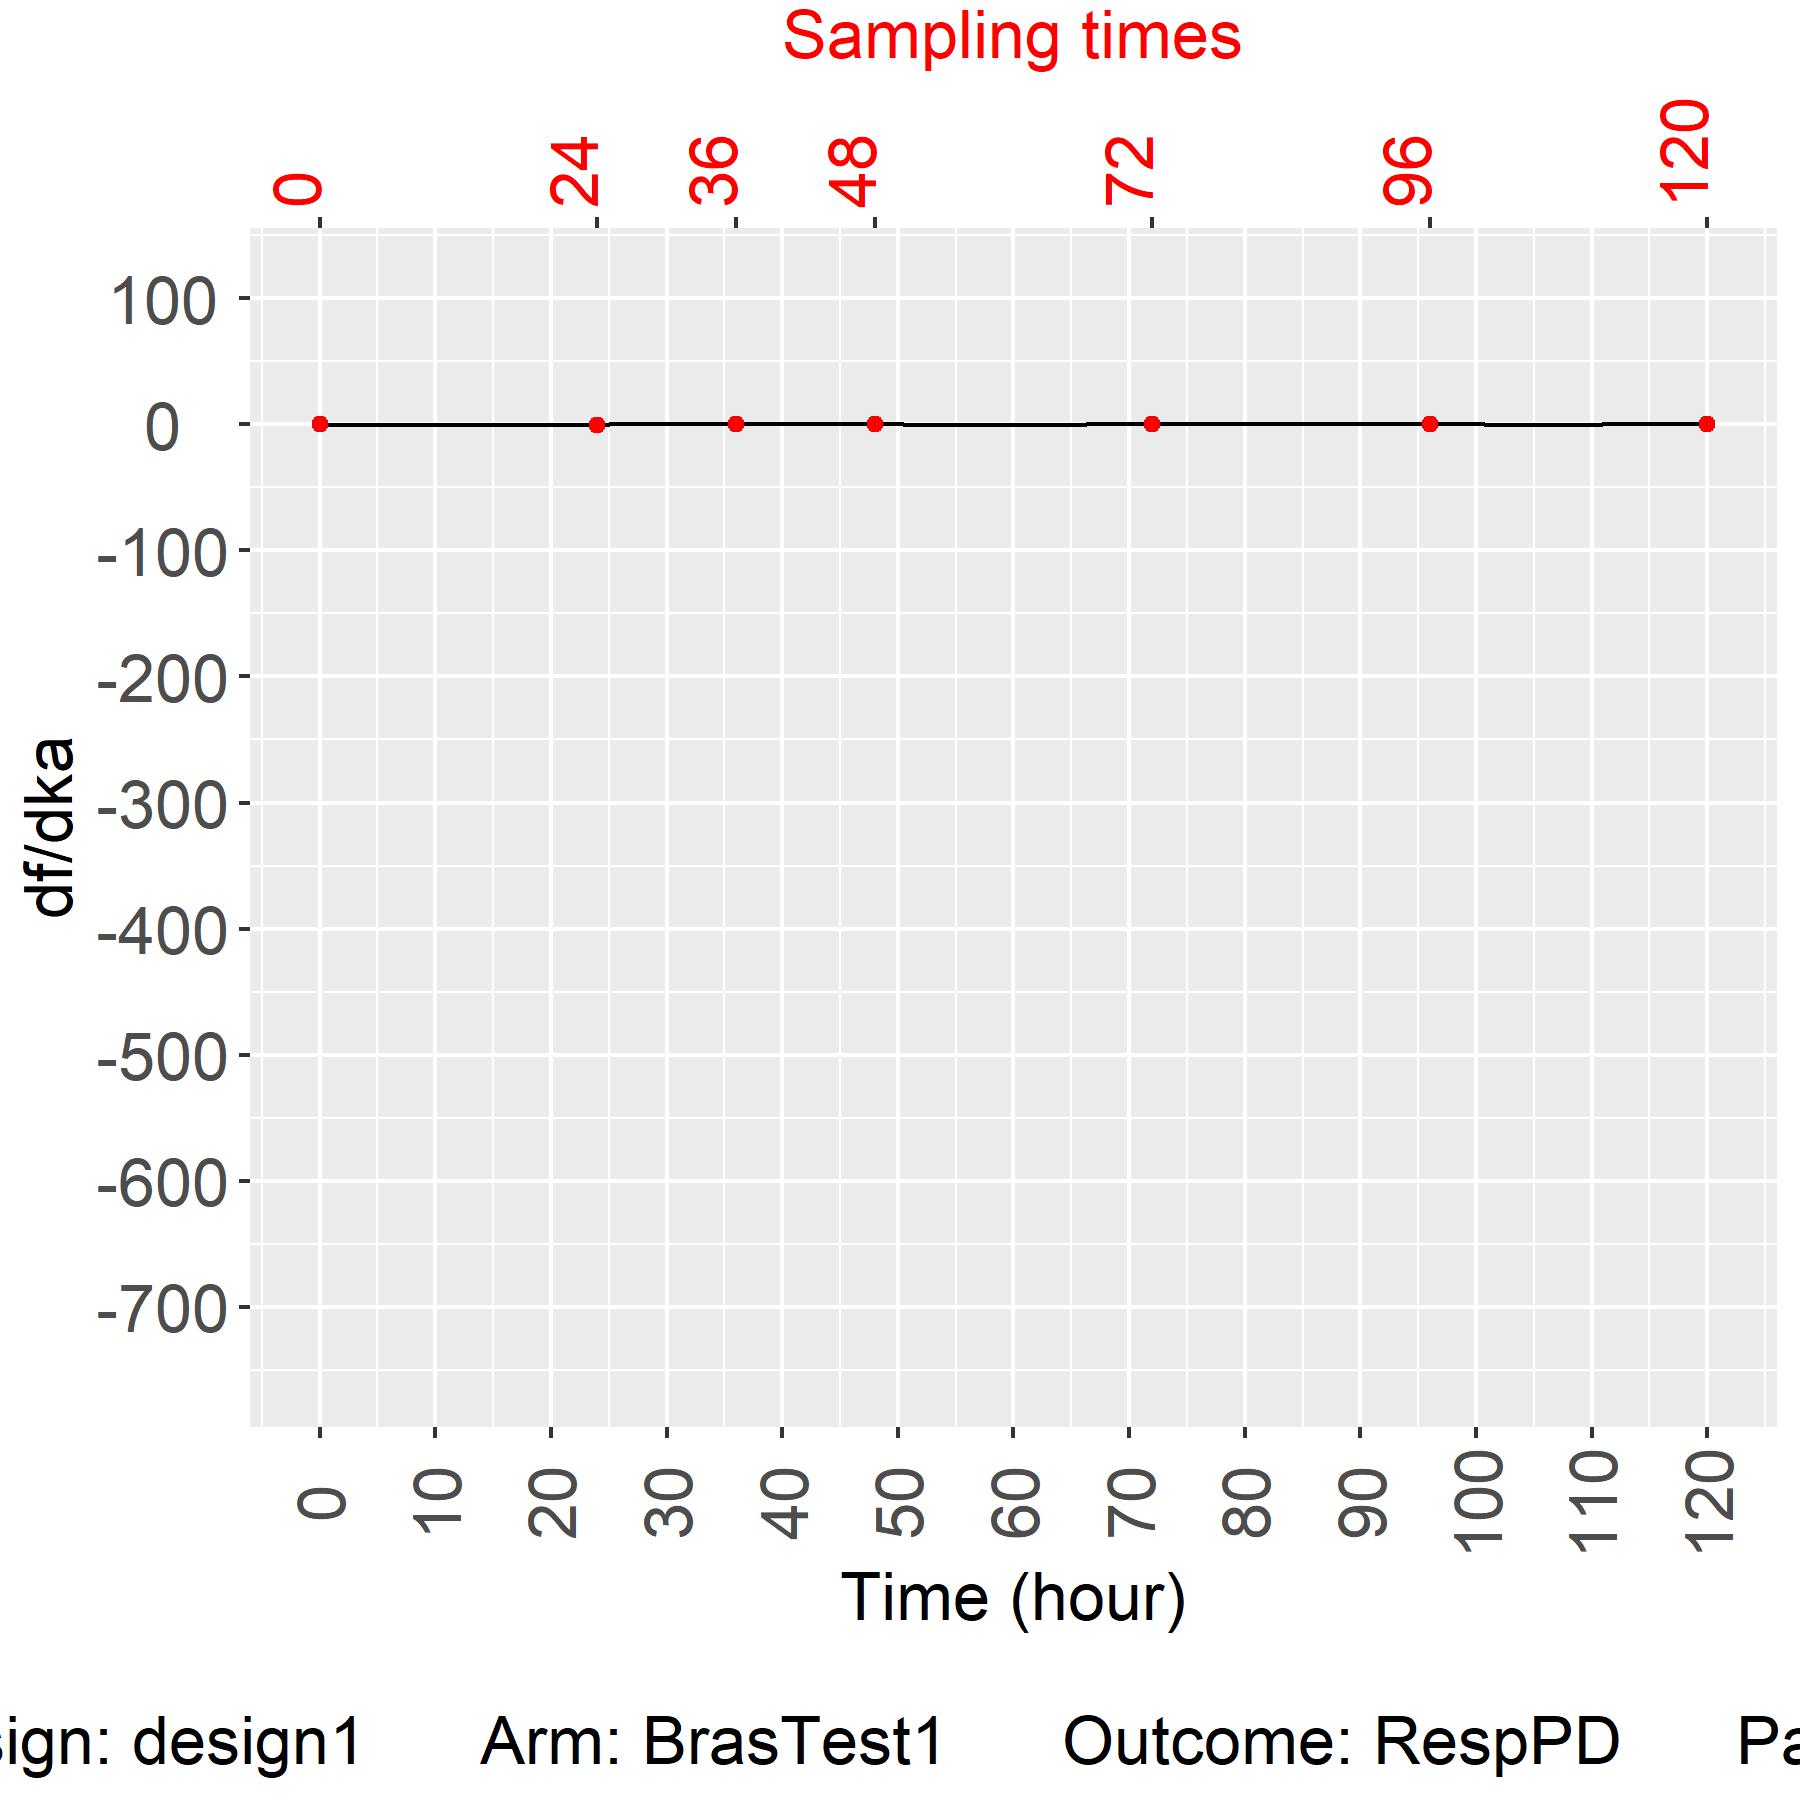 Sampling times
0 24 36 48 72 96 120
100
0
-100
-200
-300
-400
-500
-600
-700
df/dka
0 10 20 30 40 50 60 70 80 90 100 110 120
Time (hour)
sign: design1 Arm: BrasTest1 Outcome: RespPD Pa